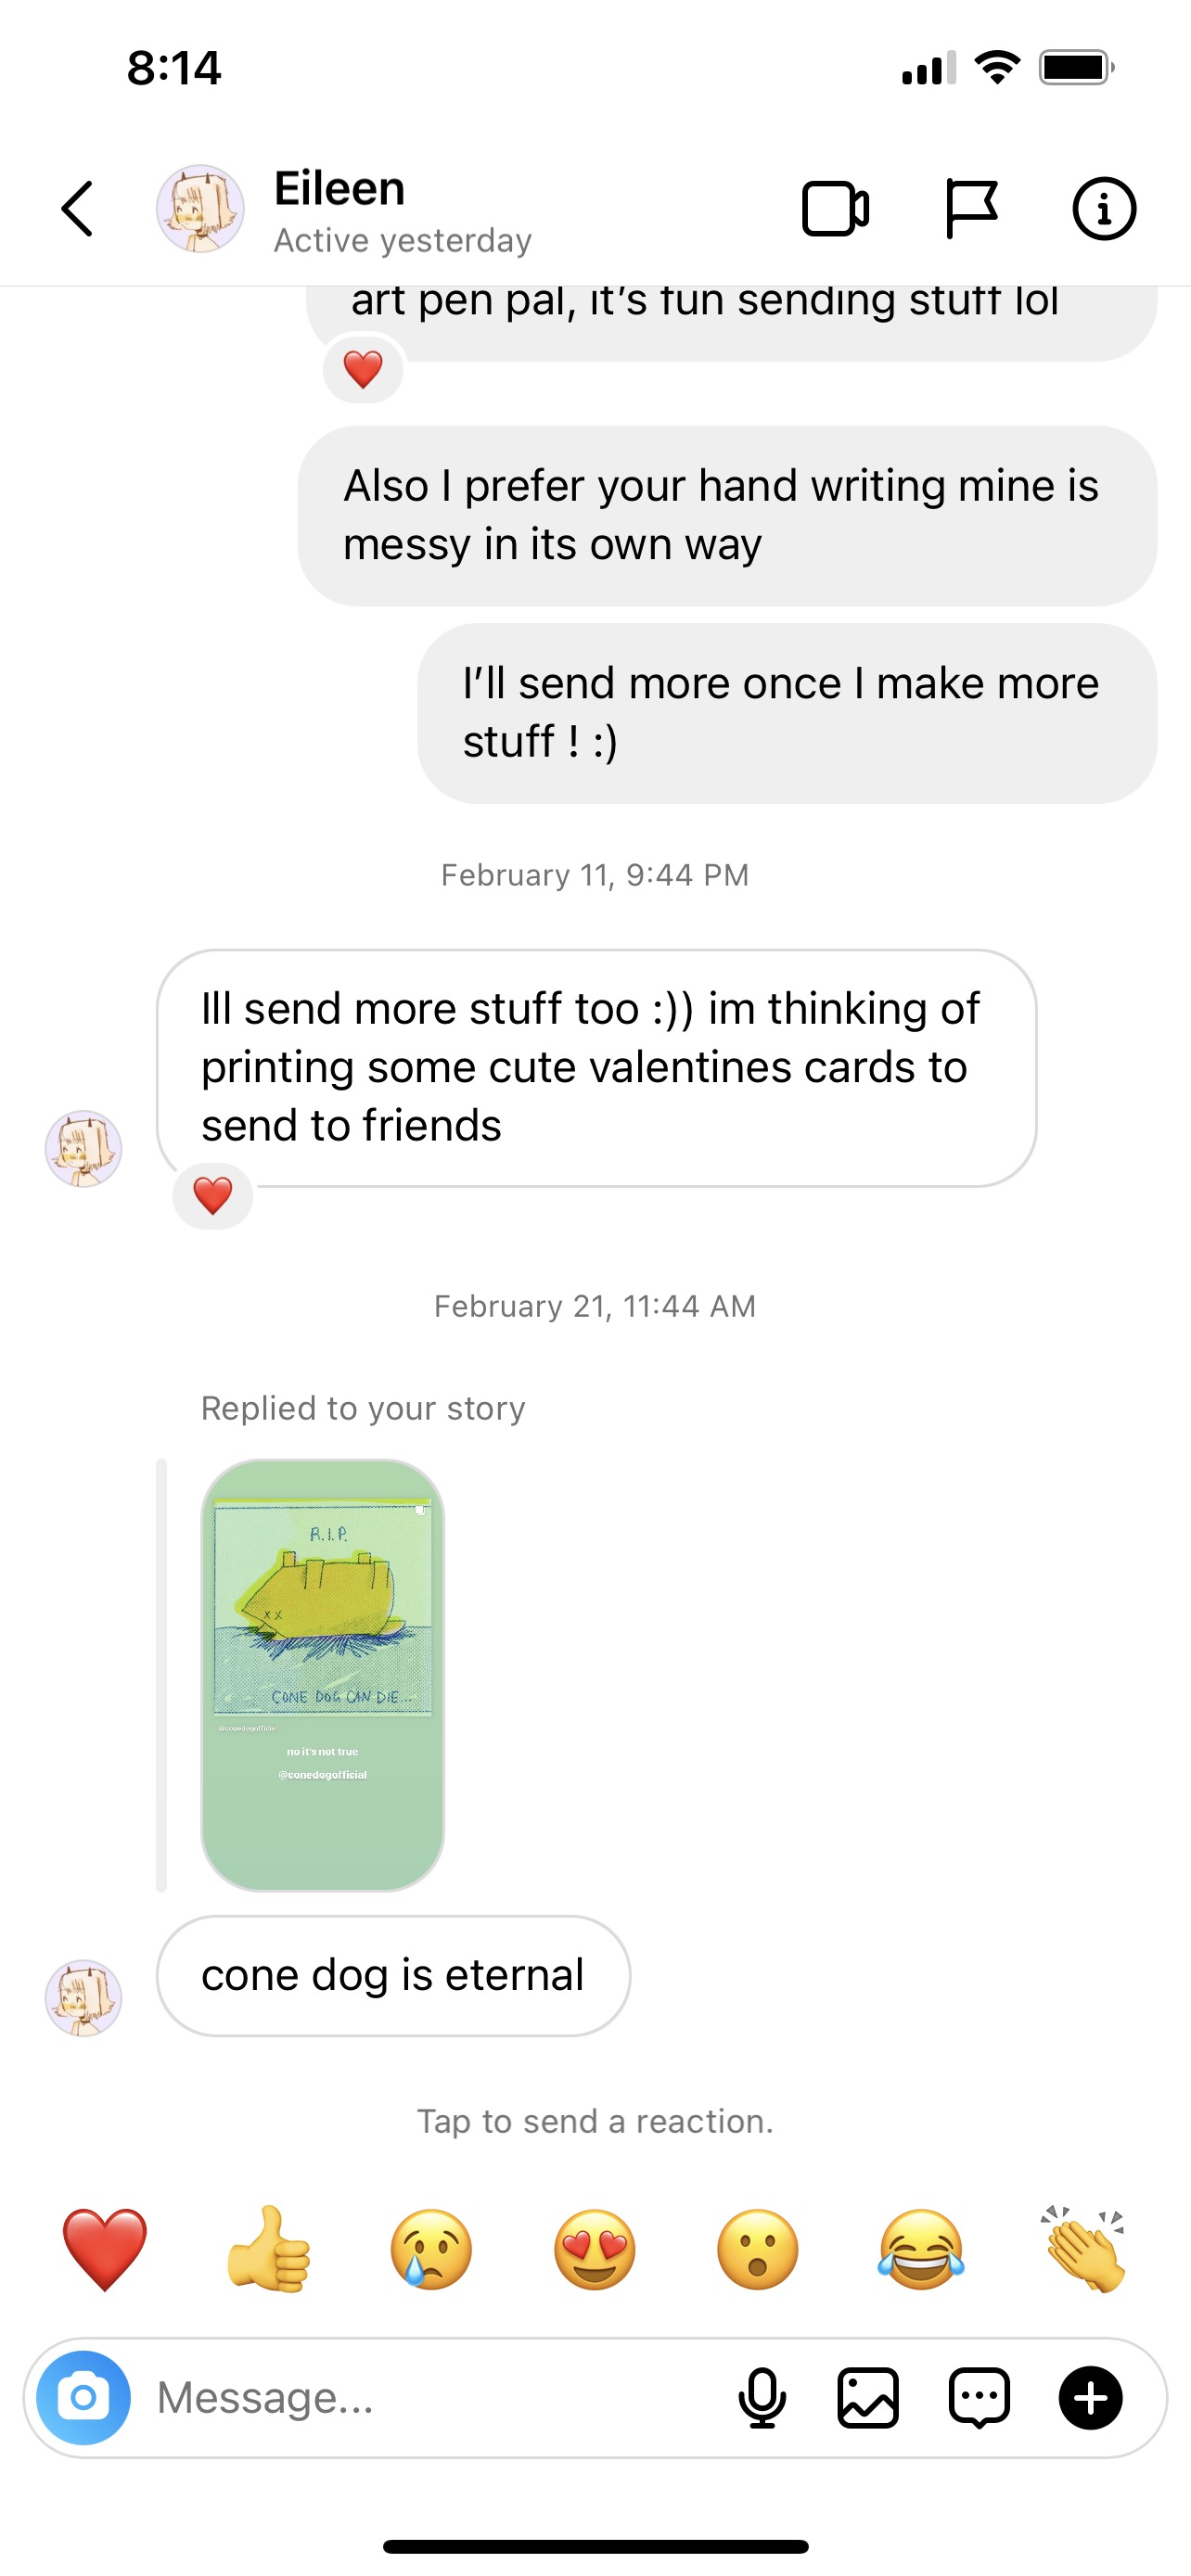 8:14
Eileen
Active yesterday
art pen pal, it's fun sending stuff lol
Also I prefer your hand writing mine is
messy in its own way
I'll send more once I make more
stuff ! :)
February 11, 9:44 PM
Ill send more stuff too :)) im thinking of
printing some cute valentines cards to
send to friends
February 21, 11:44 AM
Replied to your story
R.I.P.
x x
CONE DOG CAN DIE...
@conedogofficial
no it's not true
@conedogofficial
cone dog is eternal
Tap to send a reaction.
Message...